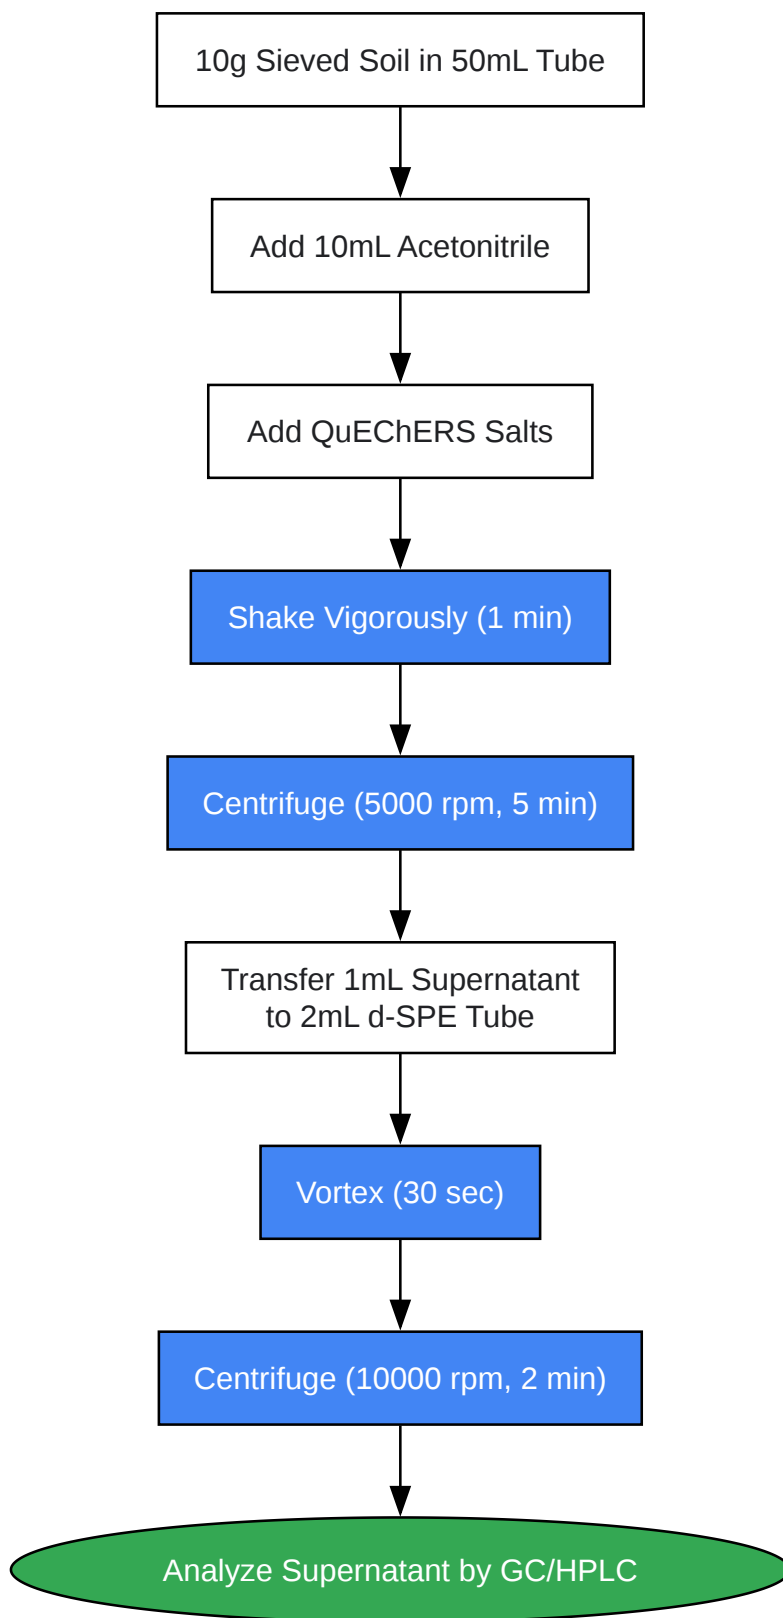 10g Sieved Soil in 50mL Tube
Add 10mL Acetonitrile
Add QuEChERS Salts
Shake Vigorously (1 min)
Centrifuge (5000 rpm, 5 min)
Transfer 1mL Supernatant
to 2mL d-SPE Tube
Vortex (30 sec)
Centrifuge (10000 rpm, 2 min)
Analyze Supernatant by GC/HPLC